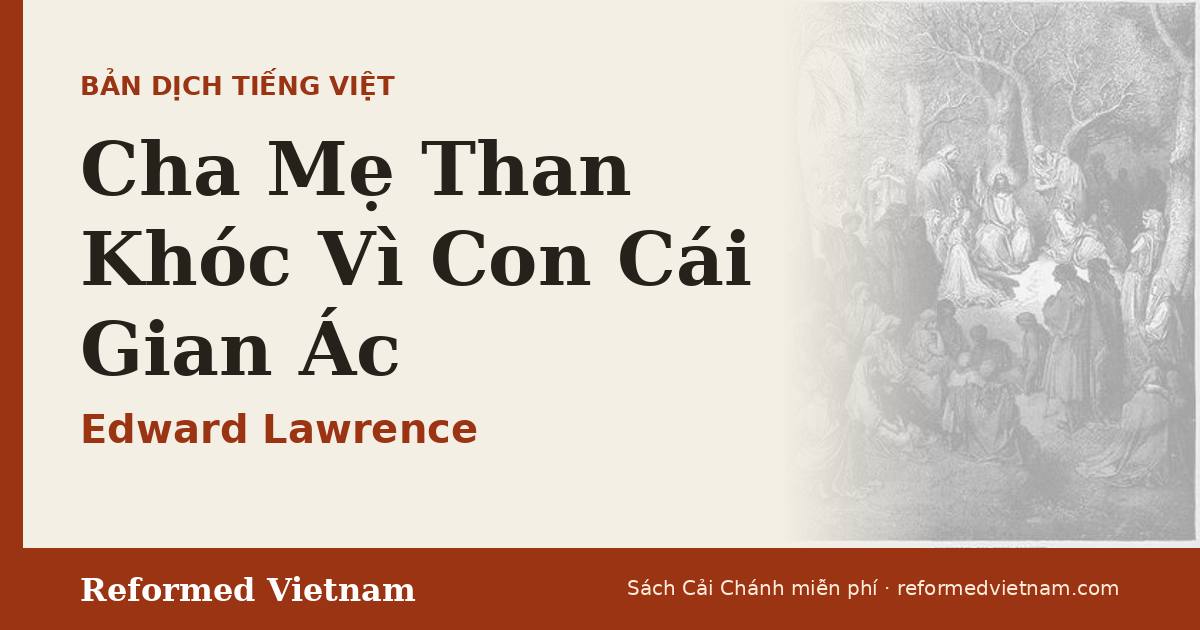 BẢN DỊCH TIẾNG VIỆT
Cha Mẹ Than
Khóc Vì Con Cái
Gian Ác
Edward Lawrence
Reformed Vietnam
Sách Cải Chánh miễn phí · reformedvietnam.com